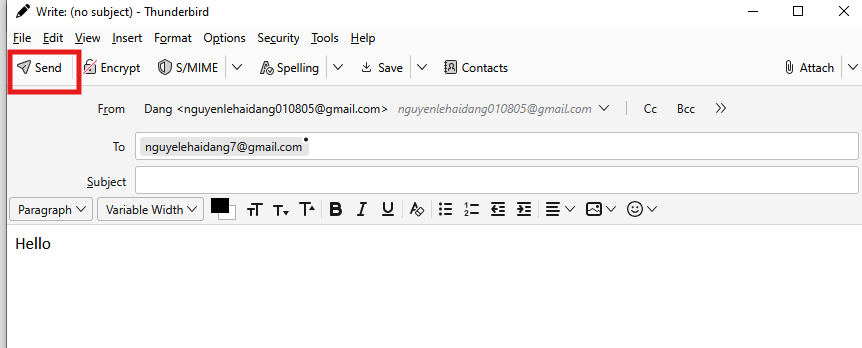 Write: (no subject) - Thunderbird
File Edit View Insert Format Options Security Tools Help
Send Encrypt S/MIME Spelling Save Contacts Attach
From Dang <nguyenlehaidang010805@gmail.com> nguyenlehaidang010805@gmail.com Cc Bcc
To nguyelehaidang7@gmail.com
Subject
Paragraph Variable Width
Hello